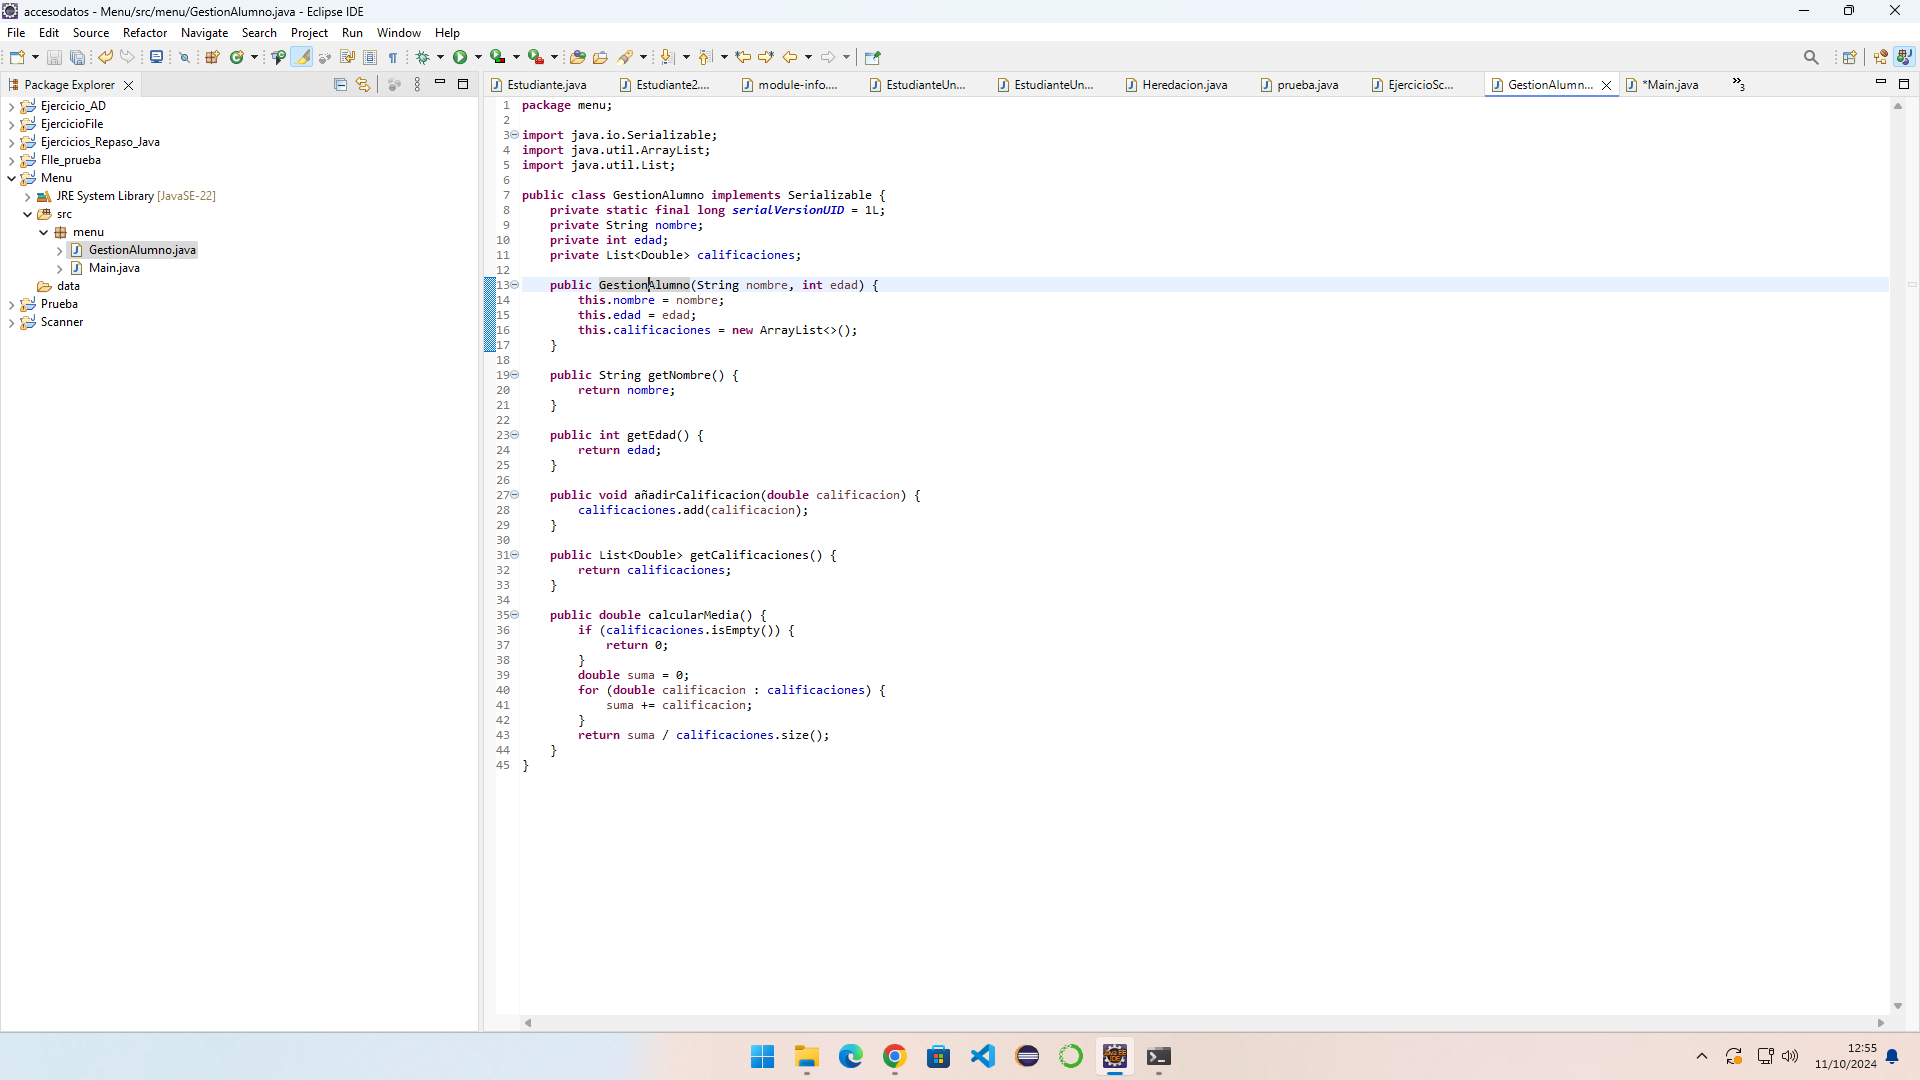 accesodatos - Menu/src/menu/GestionAlumno.java - Eclipse IDE
File Edit Source Refactor Navigate Search Project Run Window Help
Package Explorer
Estudiante.java Estudiante2.... module-info.... EstudianteUn... EstudianteUn... Heredacion.java prueba.java EjercicioSc... GestionAlumn... *Main.java »3
Ejercicio_AD
EjercicioFile
Ejercicios_Repaso_Java
FIle_prueba
Menu
JRE System Library [JavaSE-22]
src
menu
GestionAlumno.java
Main.java
data
Prueba
Scanner
1 package menu;
2
3 import java.io.Serializable;
4 import java.util.ArrayList;
5 import java.util.List;
6
7 public class GestionAlumno implements Serializable {
8     private static final long serialVersionUID = 1L;
9     private String nombre;
10     private int edad;
11     private List<Double> calificaciones;
12
13     public GestionAlumno(String nombre, int edad) {
14         this.nombre = nombre;
15         this.edad = edad;
16         this.calificaciones = new ArrayList<>();
17     }
18
19     public String getNombre() {
20         return nombre;
21     }
22
23     public int getEdad() {
24         return edad;
25     }
26
27     public void añadirCalificacion(double calificacion) {
28         calificaciones.add(calificacion);
29     }
30
31     public List<Double> getCalificaciones() {
32         return calificaciones;
33     }
34
35     public double calcularMedia() {
36         if (calificaciones.isEmpty()) {
37             return 0;
38         }
39         double suma = 0;
40         for (double calificacion : calificaciones) {
41             suma += calificacion;
42         }
43         return suma / calificaciones.size();
44     }
45 }
12:55
11/10/2024